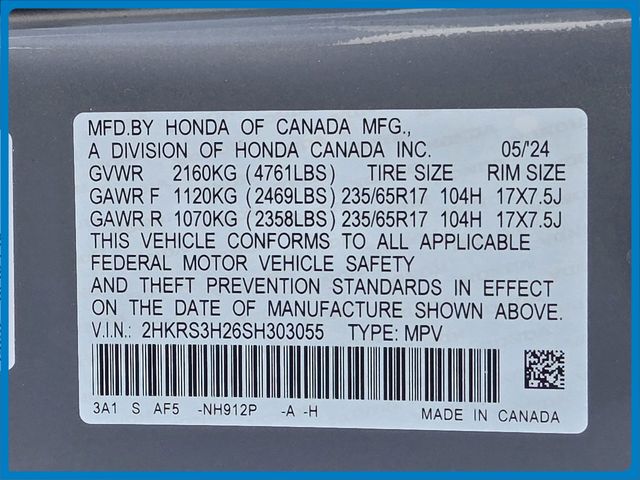 MFD.BY HONDA OF CANADA MFG.,
A DIVISION OF HONDA CANADA INC. 05/'24
GVWR 2160KG (4761LBS) TIRE SIZE RIM SIZE
GAWR F 1120KG (2469LBS) 235/65R17 104H 17X7.5J
GAWR R 1070KG (2358LBS) 235/65R17 104H 17X7.5J
THIS VEHICLE CONFORMS TO ALL APPLICABLE
FEDERAL MOTOR VEHICLE SAFETY
AND THEFT PREVENTION STANDARDS IN EFFECT
ON THE DATE OF MANUFACTURE SHOWN ABOVE.
V.I.N.: 2HKRS3H26SH303055 TYPE: MPV
3A1 S AF5 -NH912P -A -H MADE IN CANADA